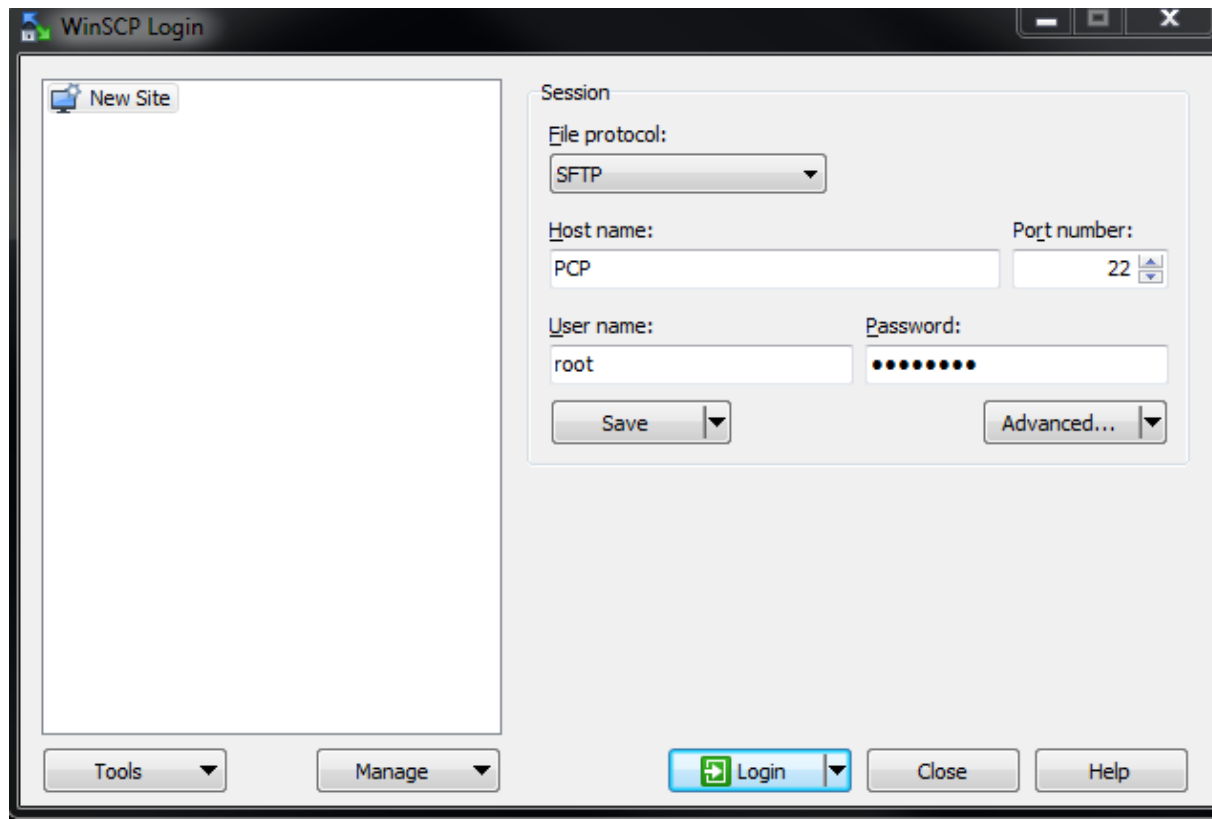 WinSCP Login
New Site
Session
File protocol:
SFTP
Host name:
Port number:
PCP
22
User name:
Password:
root
••••••••
Save
Advanced...
Tools
Manage
Login
Close
Help